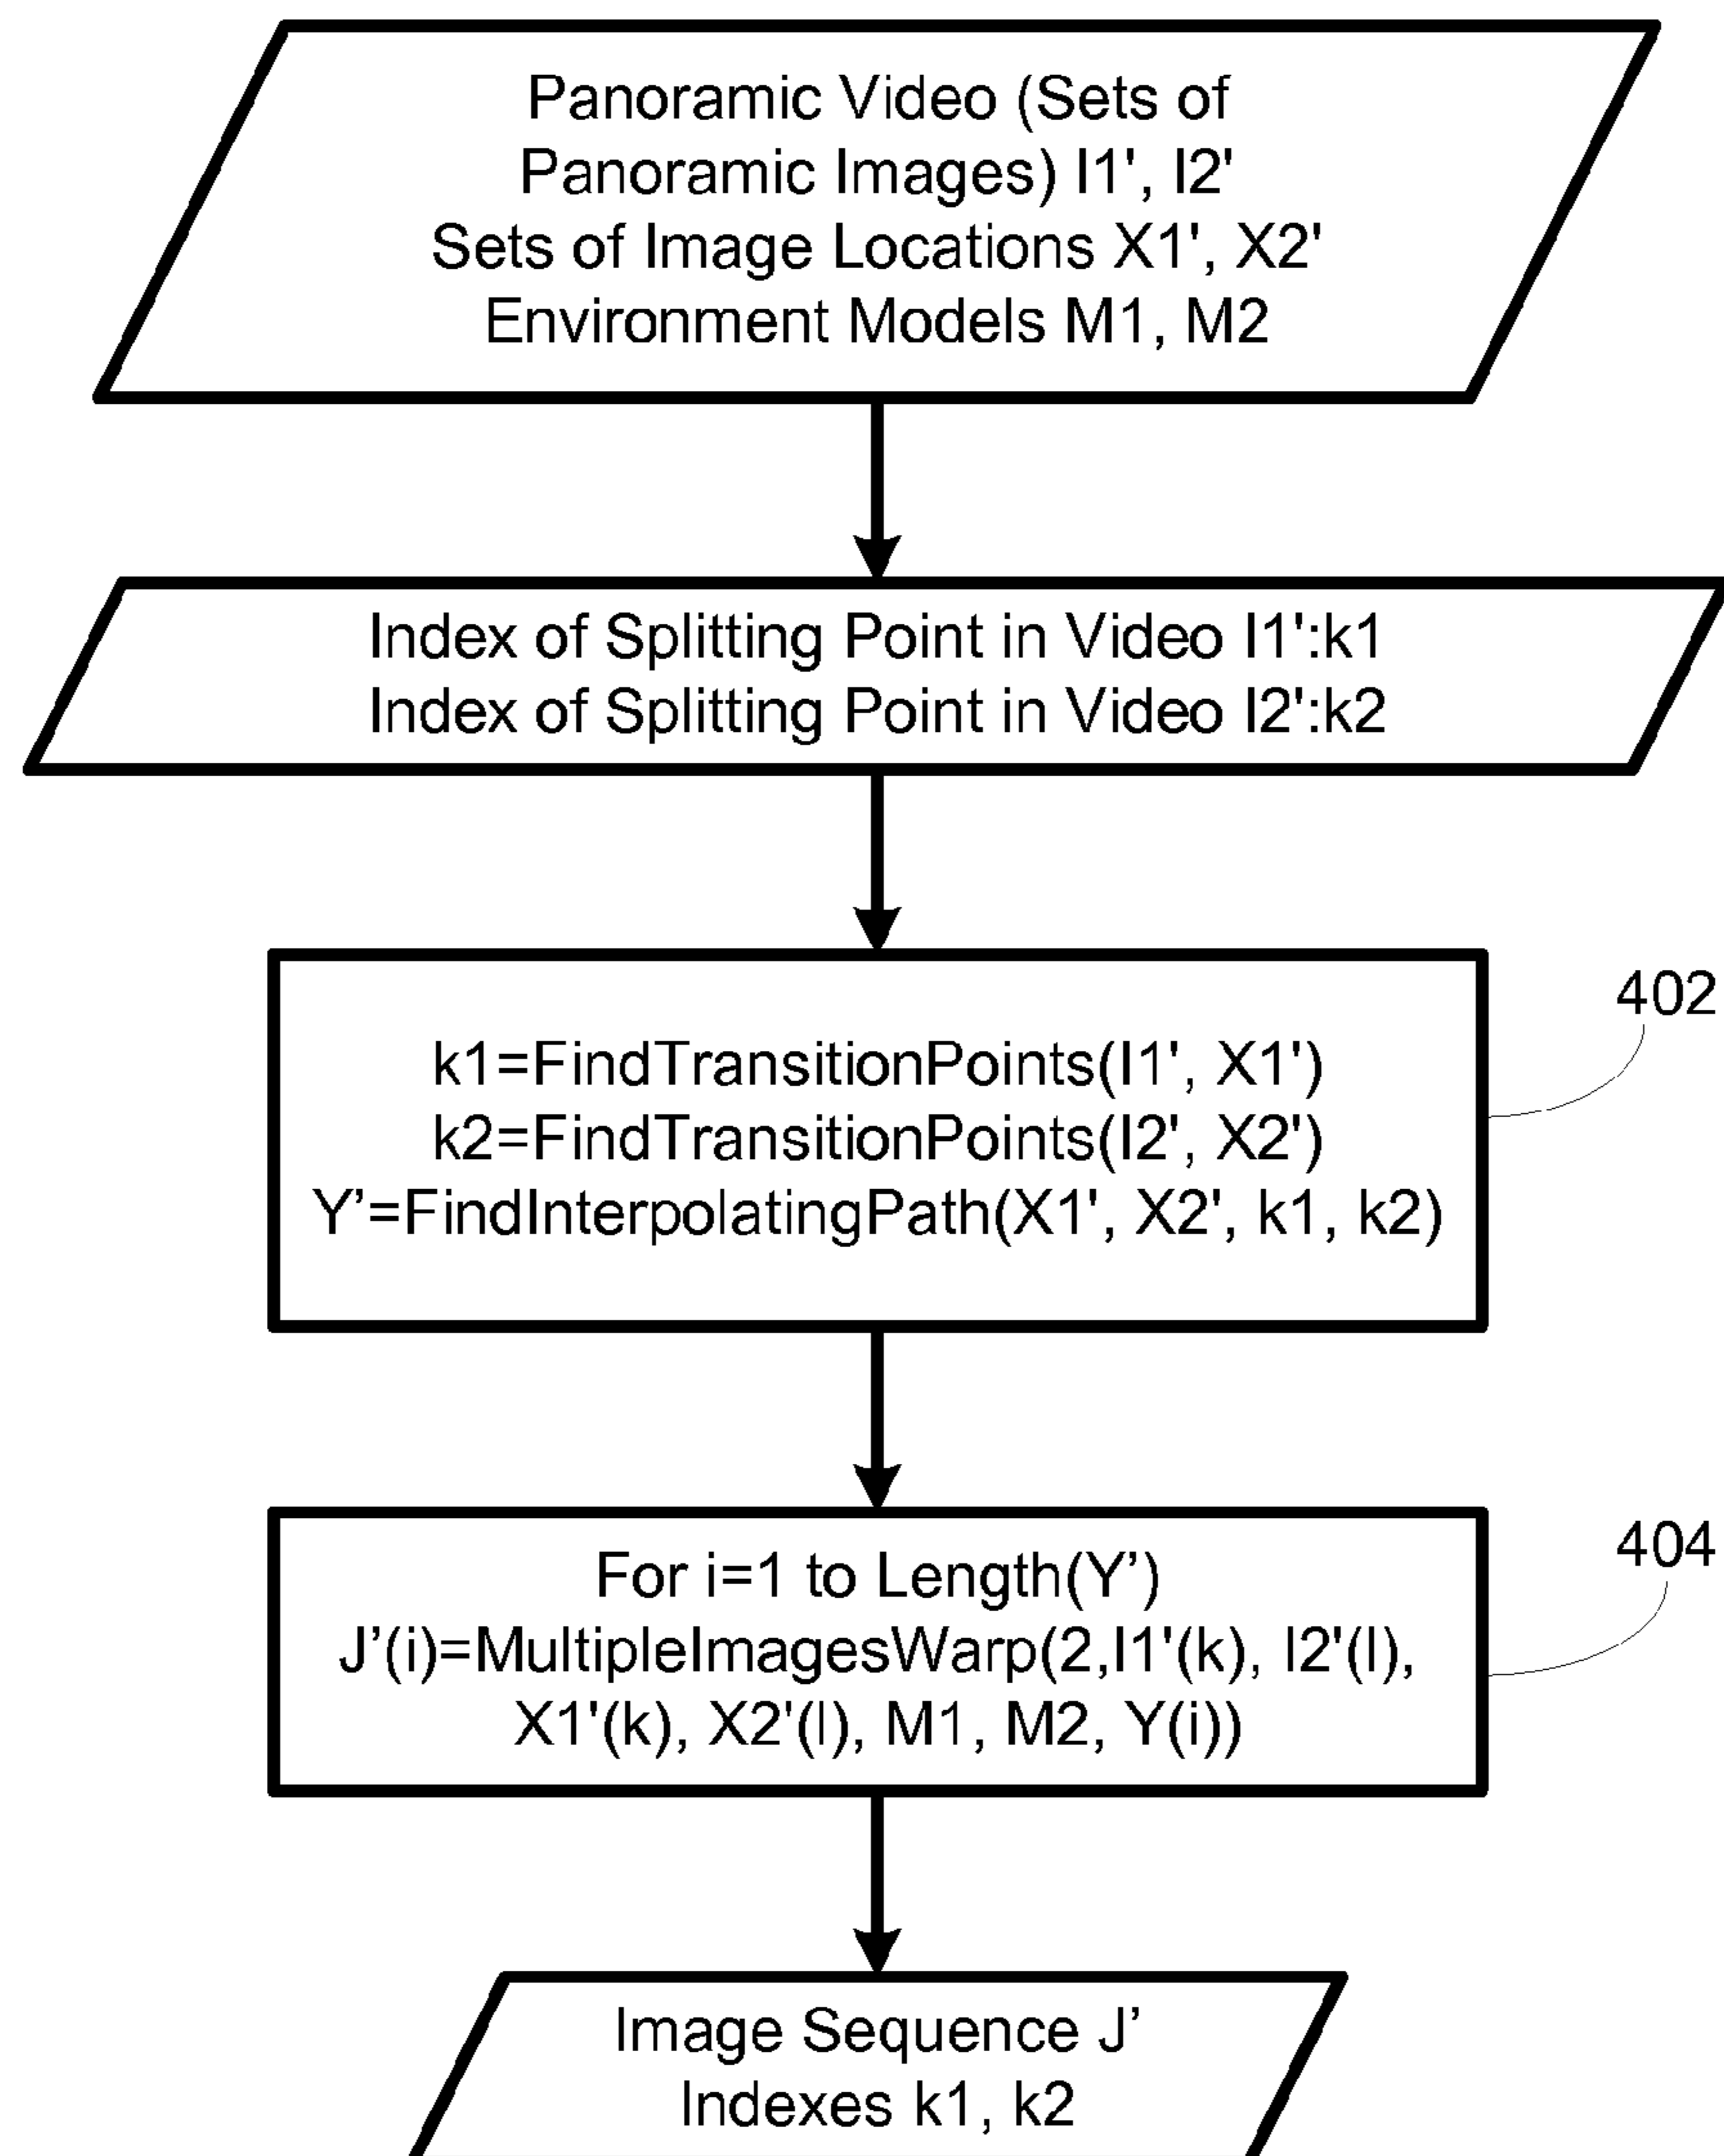 Panoramic Video (Sets of
Panoramic Images) I1', I2'
Sets of Image Locations X1', X2'
Environment Models M1, M2
Index of Splitting Point in Video I1':k1
Index of Splitting Point in Video I2':k2
402
k1=FindTransitionPoints(I1', X1')
k2=FindTransitionPoints(I2', X2')
Y’=FindInterpolatingPath(X1', X2', k1, k2)
404
For i=1 to Length(Y’)
J’(i)=MultipleImagesWarp(2,I1'(k), I2'(l),
X1'(k), X2'(l), M1, M2, Y(i))
Image Sequence J’
Indexes k1, k2